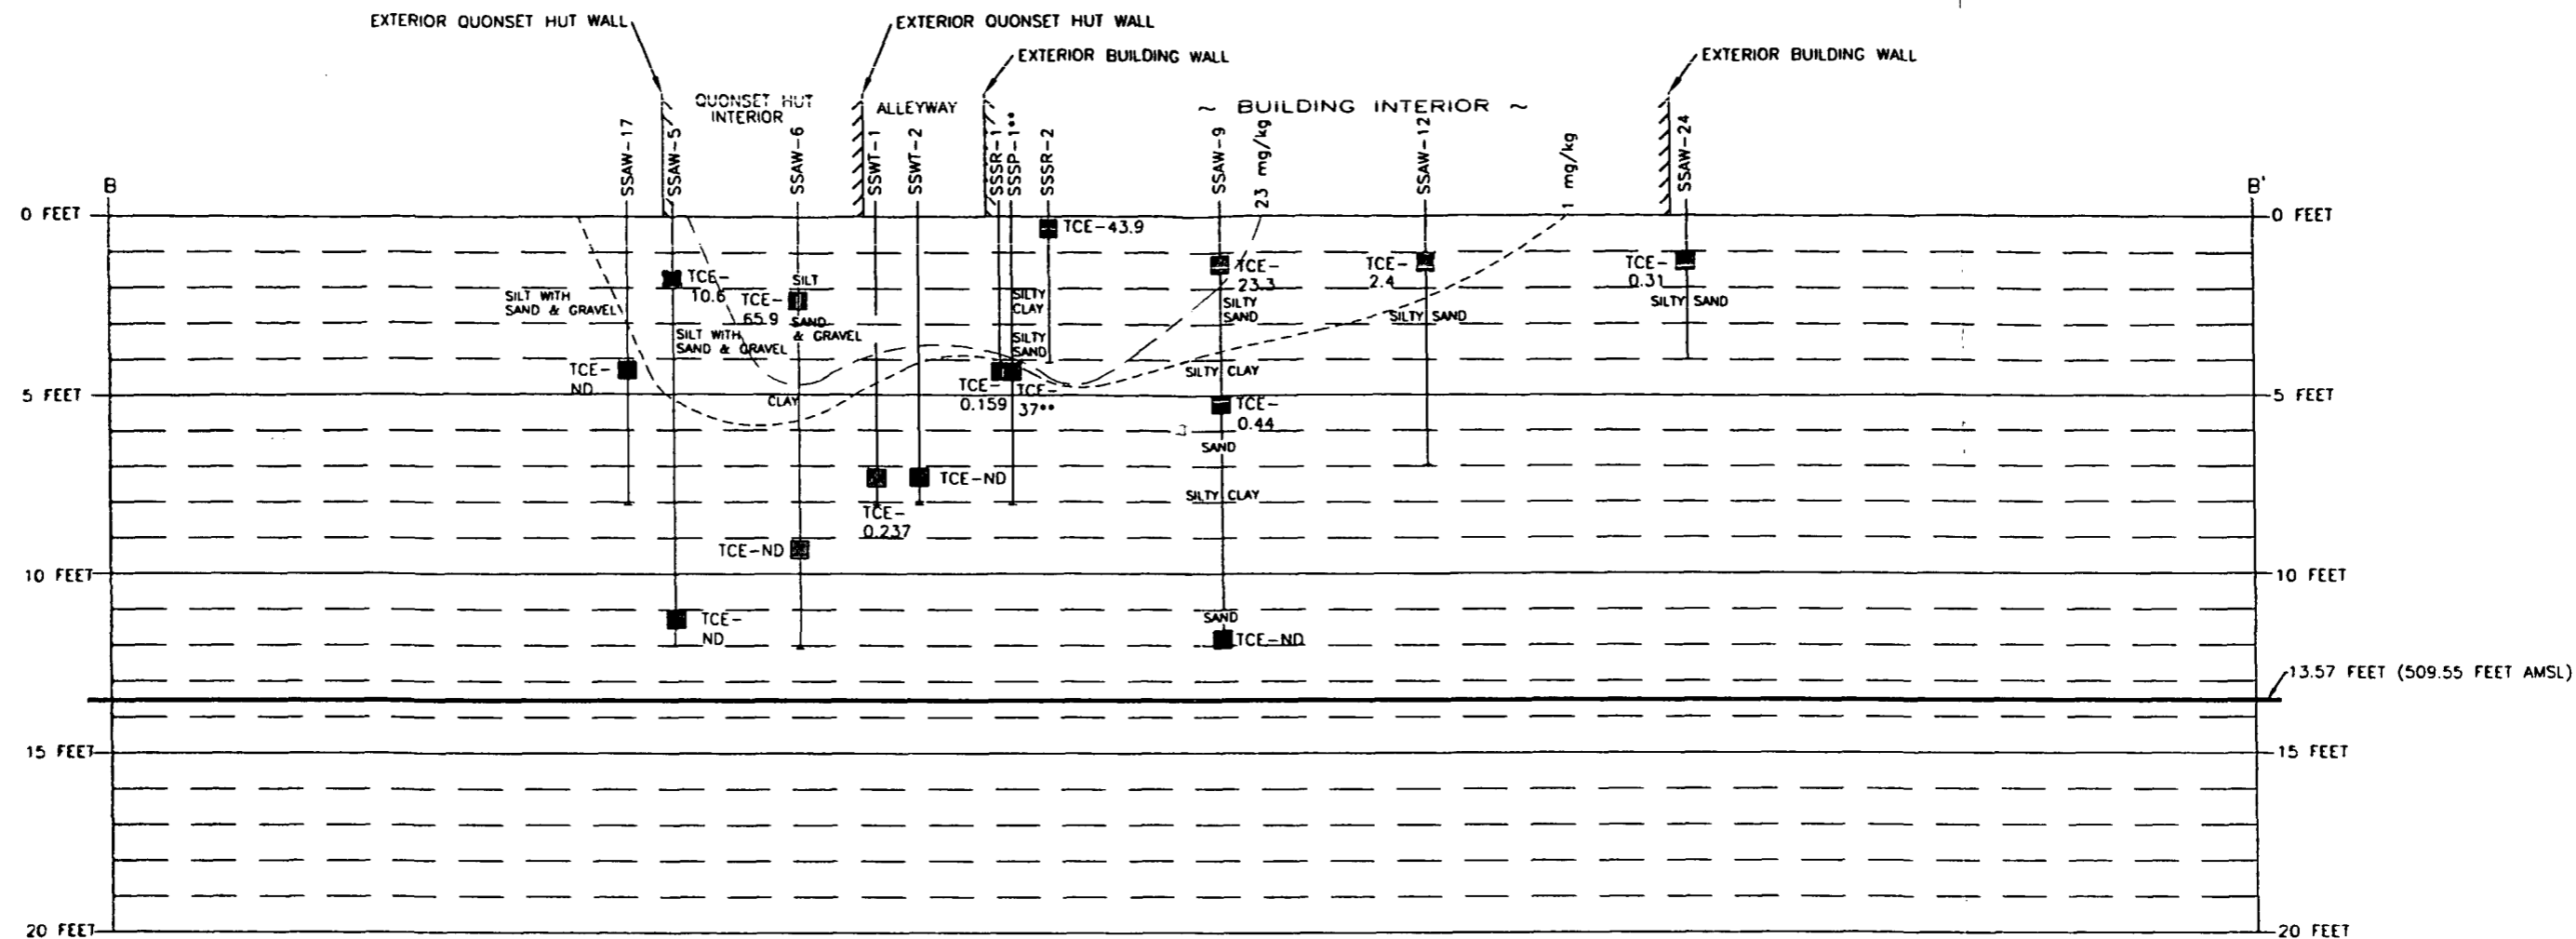 EXTERIOR QUONSET HUT WALL
EXTERIOR QUONSET HUT WALL
EXTERIOR BUILDING WALL
EXTERIOR BUILDING WALL
QUONSET HUT
INTERIOR
ALLEYWAY
~ BUILDING INTERIOR ~
B
SSAW-17
SSAW-5
SSAW-6
SSWT-1
SSWT-2
SSSR-1
SSSP-1**
SSSR-2
SSAW-9
23 mg/kg
SSAW-12
1 mg/kg
SSAW-24
B'
0 FEET
0 FEET
TCE-43.9
TCE-
10.6
SILT
TCE-
65.9
SAND
& GRAVEL
SILT WITH
SAND & GRAVEL
SILT WITH
SAND & GRAVEL
SILTY
CLAY
SILTY
SAND
TCE-
23.3
SILTY
SAND
TCE-
2.4
SILTY SAND
TCE-
0.31
SILTY SAND
TCE-
ND
TCE-
0.159
TCE-
37**
SILTY CLAY
5 FEET
CLAY
5 FEET
TCE-
0.44
SAND
TCE-ND
SILTY CLAY
TCE-
0.237
TCE-ND
10 FEET
10 FEET
TCE-
ND
SAND
TCE-ND
13.57 FEET (509.55 FEET AMSL)
15 FEET
15 FEET
20 FEET
20 FEET